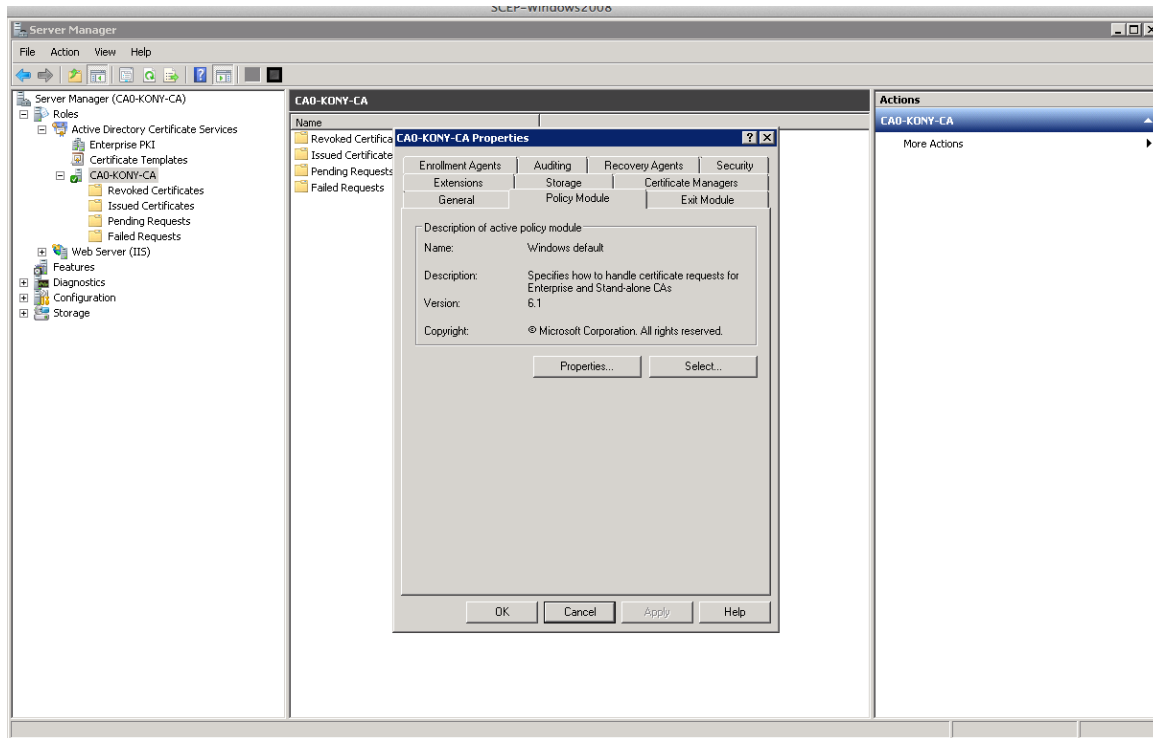 SCEP-Windows2008
Server Manager
File Action View Help
Server Manager (CA0-KONY-CA)
Roles
Active Directory Certificate Services
Enterprise PKI
Certificate Templates
CA0-KONY-CA
Revoked Certificates
Issued Certificates
Pending Requests
Failed Requests
Web Server (IIS)
Features
Diagnostics
Configuration
Storage
CA0-KONY-CA
Name
Revoked Certifica
Issued Certificate
Pending Requests
Failed Requests
CA0-KONY-CA Properties
Enrollment Agents Auditing Recovery Agents Security
Extensions Storage Certificate Managers
General Policy Module Exit Module
Description of active policy module
Name: Windows default
Description: Specifies how to handle certificate requests for
Enterprise and Stand-alone CAs
Version: 6.1
Copyright: © Microsoft Corporation. All rights reserved.
Properties... Select...
OK Cancel Apply Help
Actions
CA0-KONY-CA
More Actions